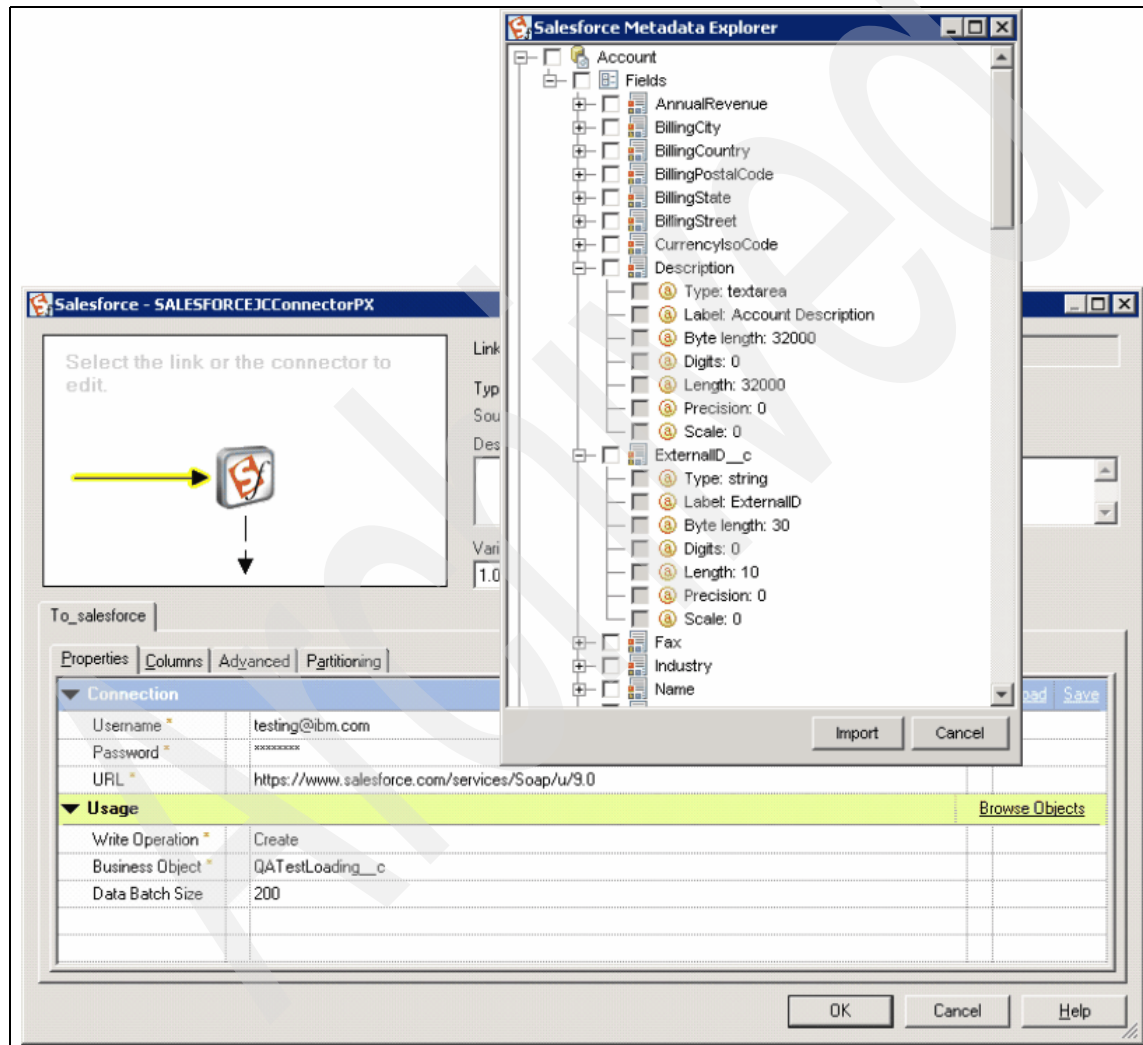 Salesforce Metadata Explorer
Account
Fields
AnnualRevenue
BillingCity
BillingCountry
BillingPostalCode
BillingState
BillingStreet
CurrencyIsoCode
Description
Type: textarea
Label: Account Description
Byte length: 32000
Digits: 0
Length: 32000
Precision: 0
Scale: 0
ExternalID__c
Type: string
Label: ExternalID
Byte length: 30
Digits: 0
Length: 10
Precision: 0
Scale: 0
Fax
Industry
Name
Import Cancel
Salesforce - SALESFORCEJCConnectorPX
Select the link or the connector to
edit.
Link
Typ
Sou
Des
Vari
1.0
To_salesforce
Properties Columns Advanced Partitioning
Connection oad Save
Username * testing@ibm.com
Password * ********
URL * https://www.salesforce.com/services/Soap/u/9.0
Usage Browse Objects
Write Operation * Create
Business Object * QATestLoading__c
Data Batch Size 200
OK Cancel Help
Archived